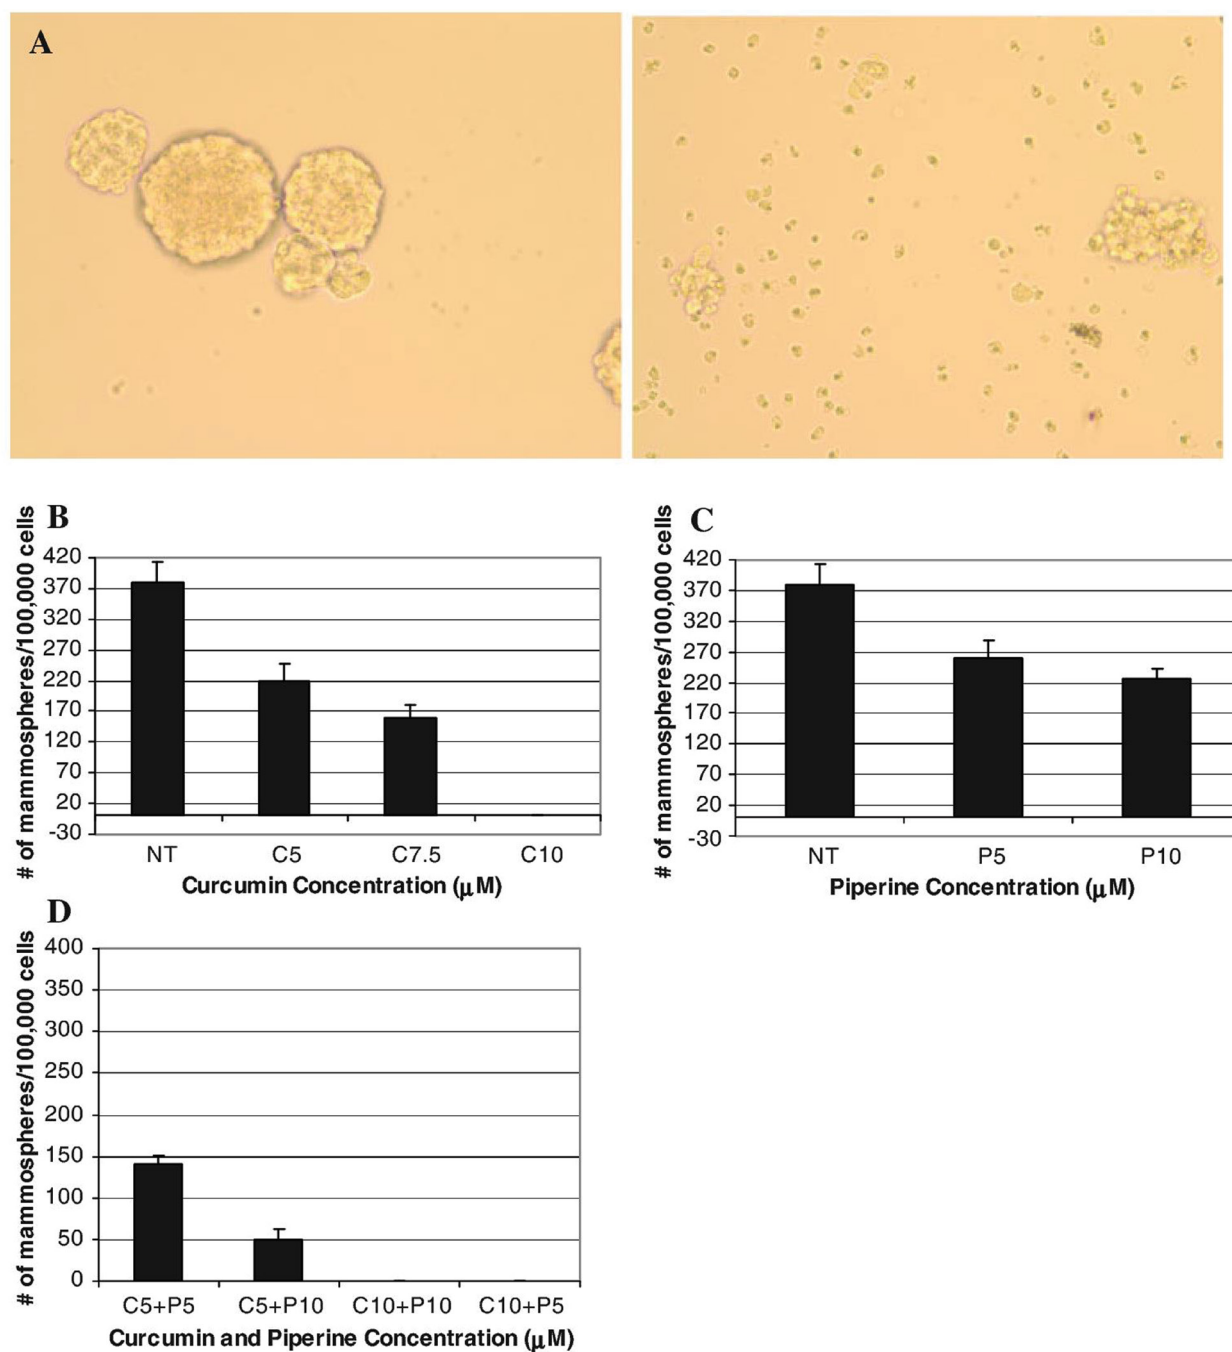 A
B
# of mammospheres/100,000 cells
420
370
320
270
220
170
120
70
20
-30
NT C5 C7.5 C10
Curcumin Concentration (μM)
C
# of mammospheres/100,000 cells
420
370
320
270
220
170
120
70
20
-30
NT P5 P10
Piperine Concentration (μM)
D
# of mammospheres/100,000 cells
400
350
300
250
200
150
100
50
0
C5+P5 C5+P10 C10+P10 C10+P5
Curcumin and Piperine Concentration (μM)